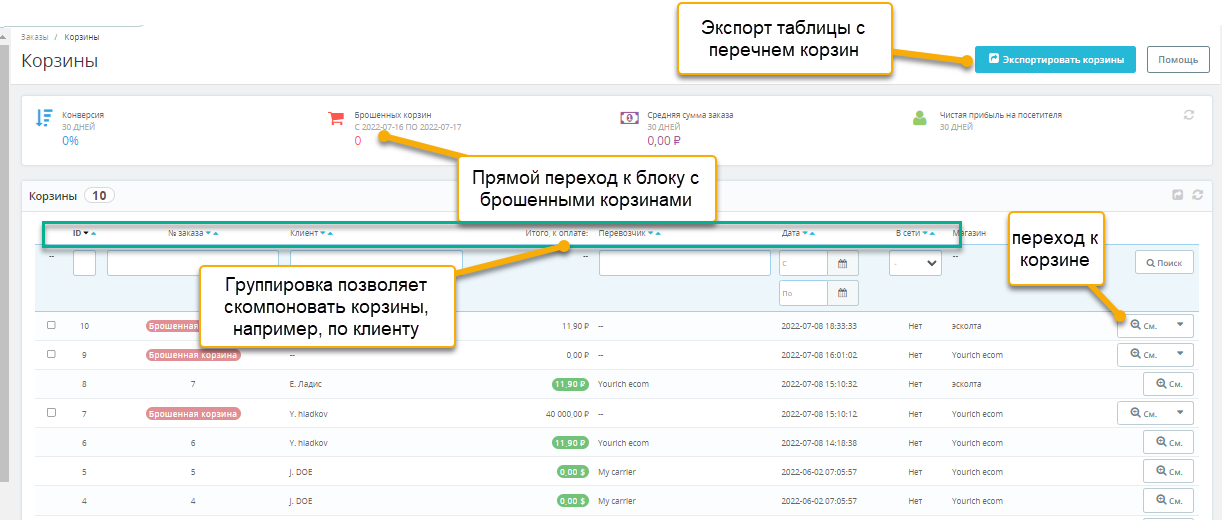 Экспорт таблицы с
перечнем корзин
Заказы / Корзины
Корзины
Экспортировать корзины
Помощь
Конверсия
30 ДНЕЙ
0%
Брошенных корзин
С 2022-07-16 ПО 2022-07-17
0
Средняя сумма заказа
30 ДНЕЙ
0,00 ₽
Чистая прибыль на посетителя
30 ДНЕЙ
Прямой переход к блоку с
брошенными корзинами
Корзины 10
ID № заказа Клиент Итого, к оплате: Перевозчик Дата В сети Магазин
переход к
корзине
-- -- С - -- Поиск
По
Группировка позволяет
скомпоновать корзины,
например, по клиенту
10 Брошенная 11,90 ₽ -- 2022-07-08 18:33:33 Нет эсколта См.
9 Брошенная корзина -- 0,00 ₽ -- 2022-07-08 16:01:02 Нет Yourich ecom См.
8 7 Е. Ладис 11,90 ₽ Yourich ecom 2022-07-08 15:10:32 Нет эсколта См.
7 Брошенная корзина Y. hladkov 40 000,00 ₽ -- 2022-07-08 15:10:12 Нет Yourich ecom См.
6 6 Y. hladkov 11,90 ₽ Yourich ecom 2022-07-08 14:18:38 Нет Yourich ecom См.
5 5 J. DOE 0,00 $ My carrier 2022-06-02 07:05:57 Нет Yourich ecom См.
4 4 J. DOE 0,00 $ My carrier 2022-06-02 07:05:57 Нет Yourich ecom См.